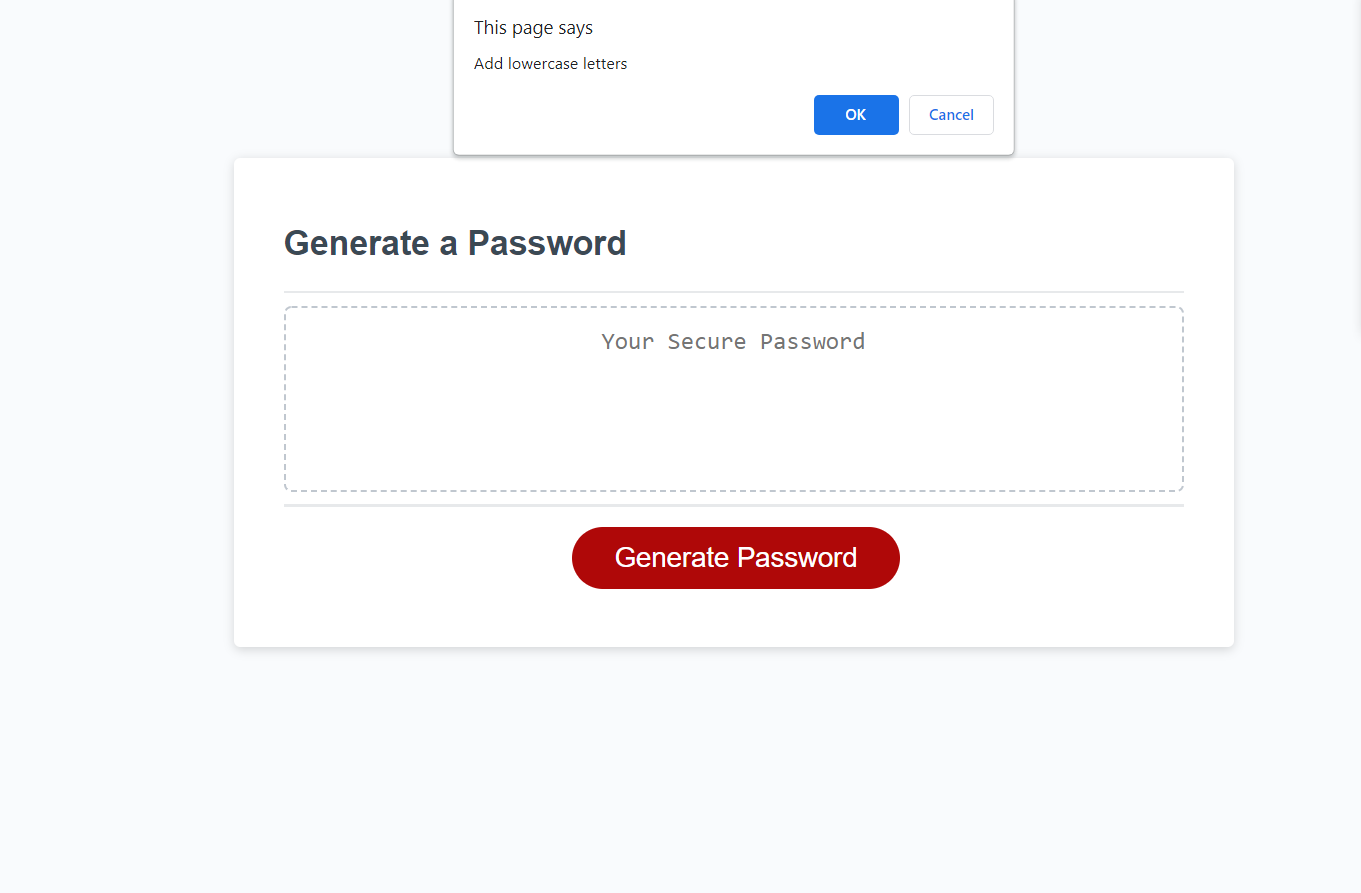 This page says
Add lowercase letters
OK Cancel
Generate a Password
Your Secure Password
Generate Password